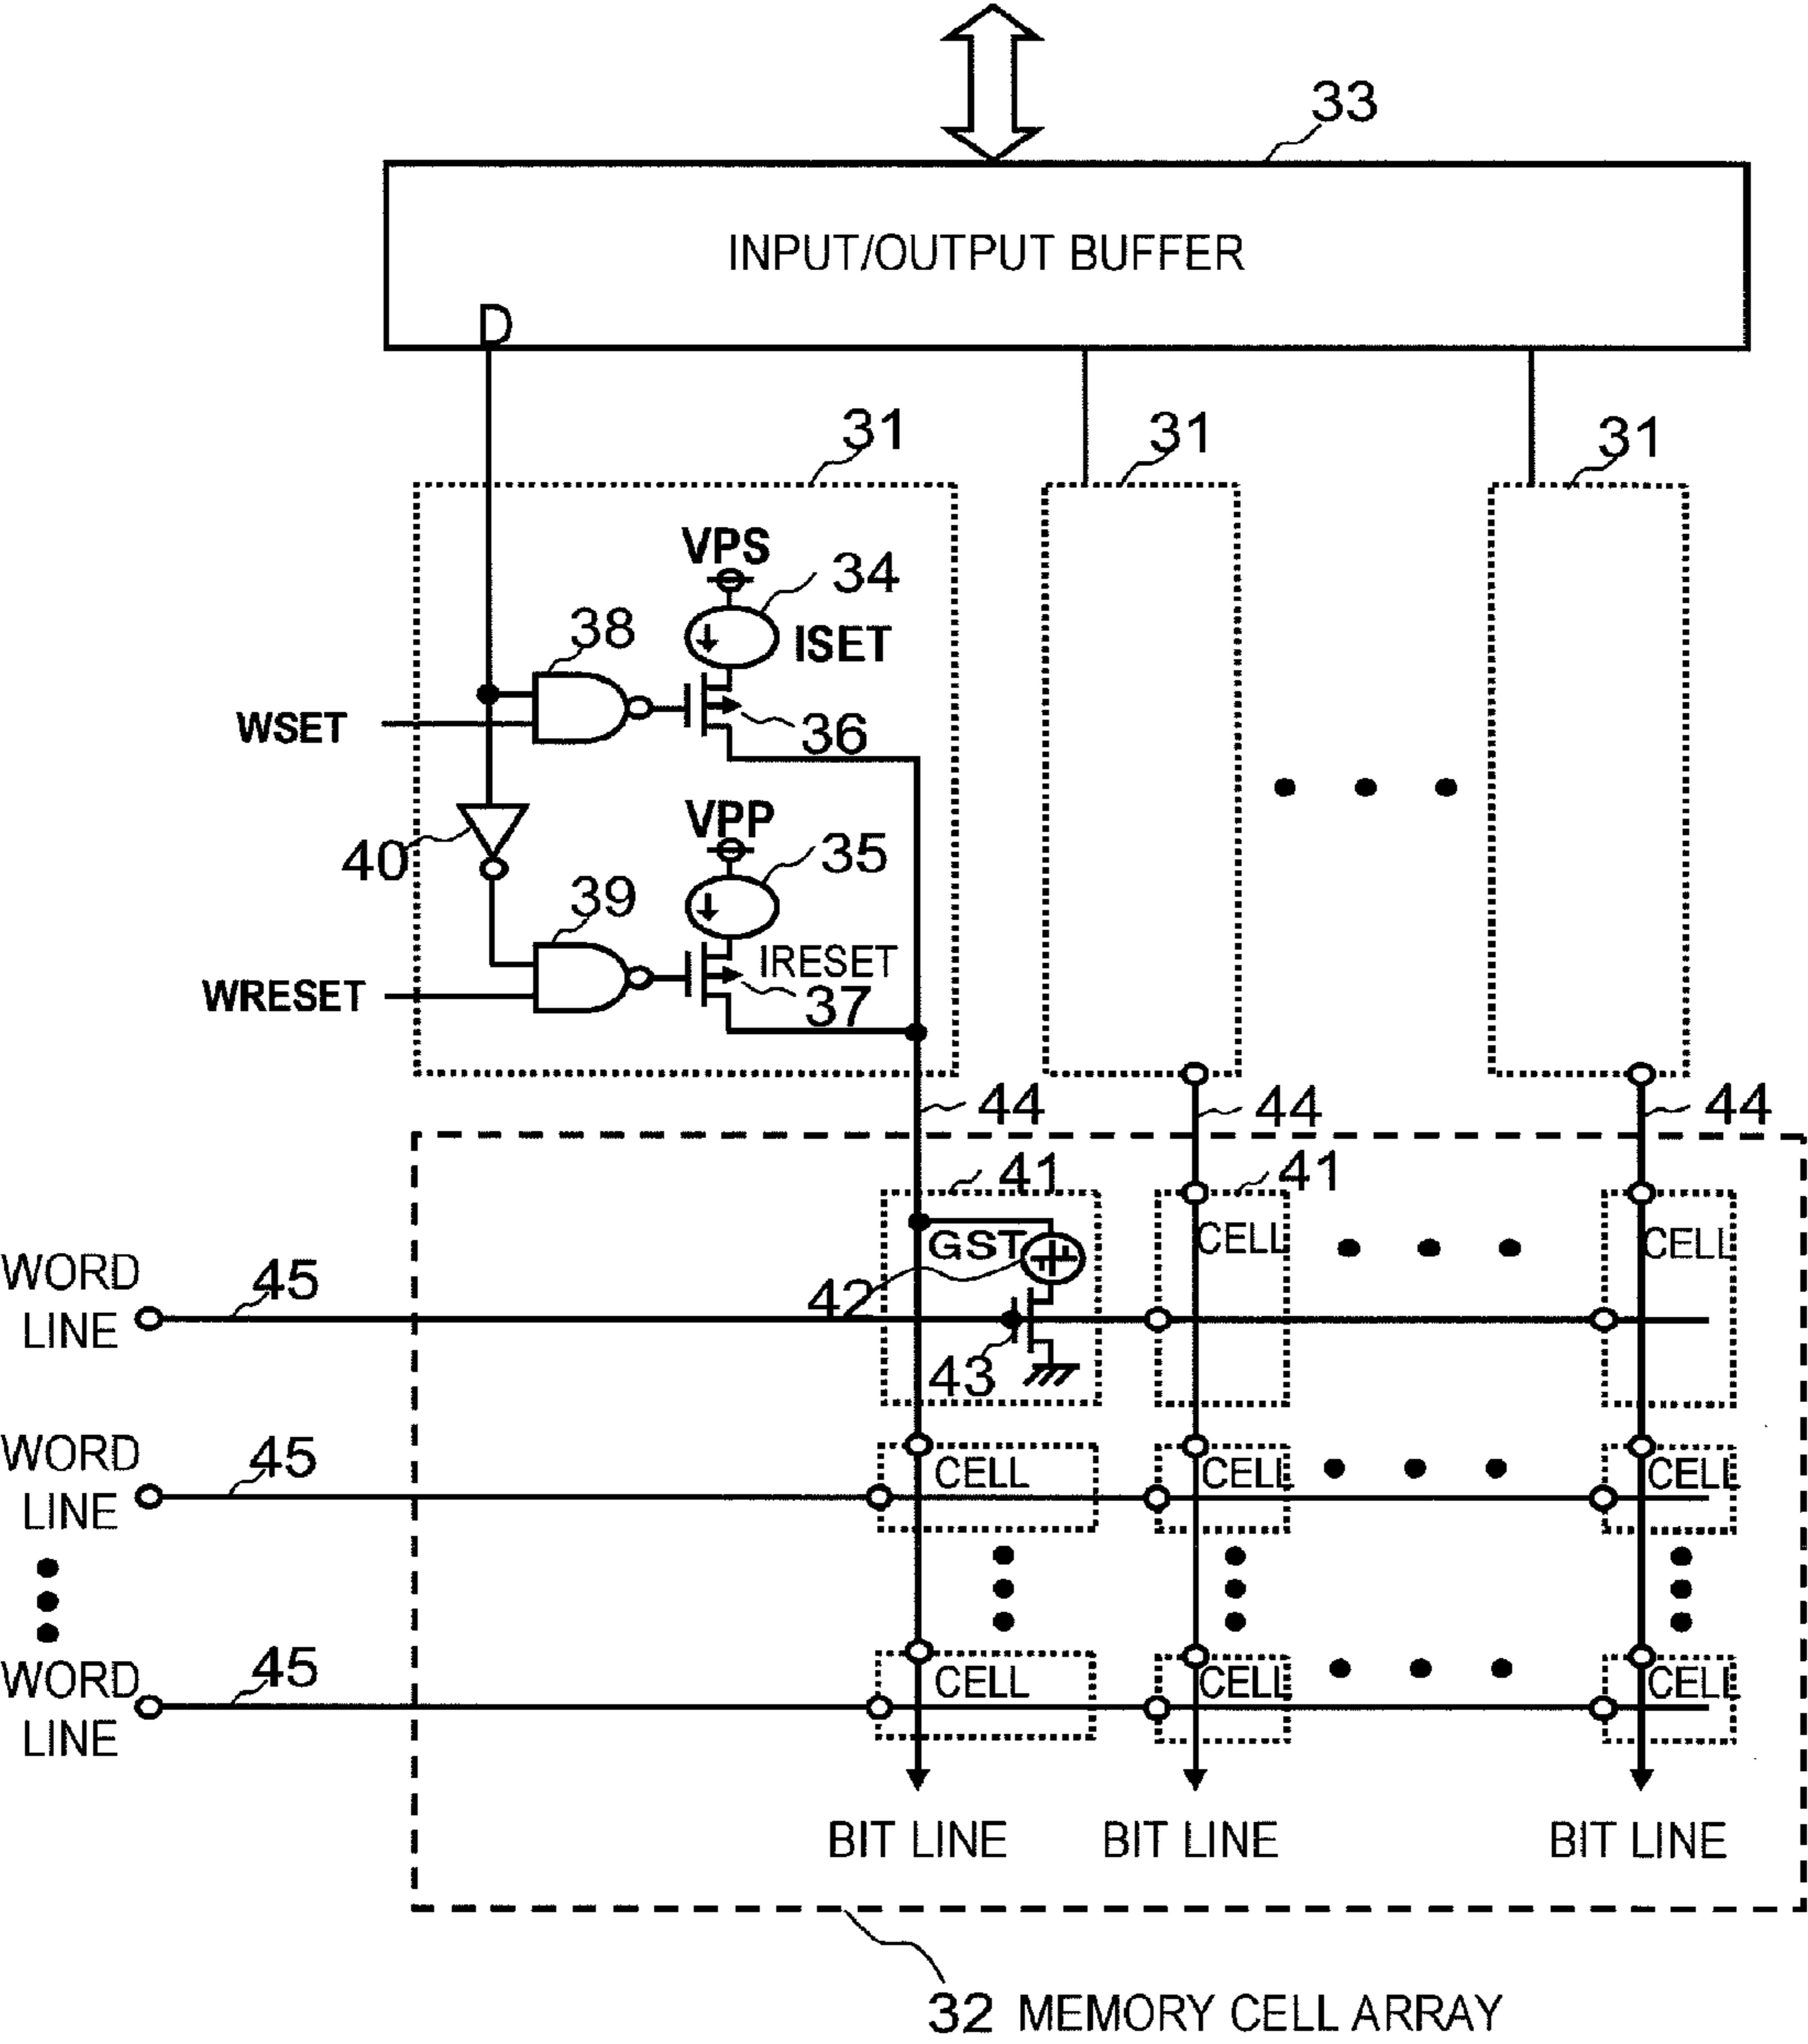 33
INPUT/OUTPUT BUFFER
D
31
31
31
VPS
34
38
ISET
WSET
36
VPP
40
35
39
IRESET
WRESET
37
44
44
44
41
41
GST
CELL
CELL
WORD
LINE
45
42
43
WORD
LINE
45
CELL
CELL
CELL
WORD
LINE
45
CELL
CELL
CELL
BIT LINE
BIT LINE
BIT LINE
32 MEMORY CELL ARRAY